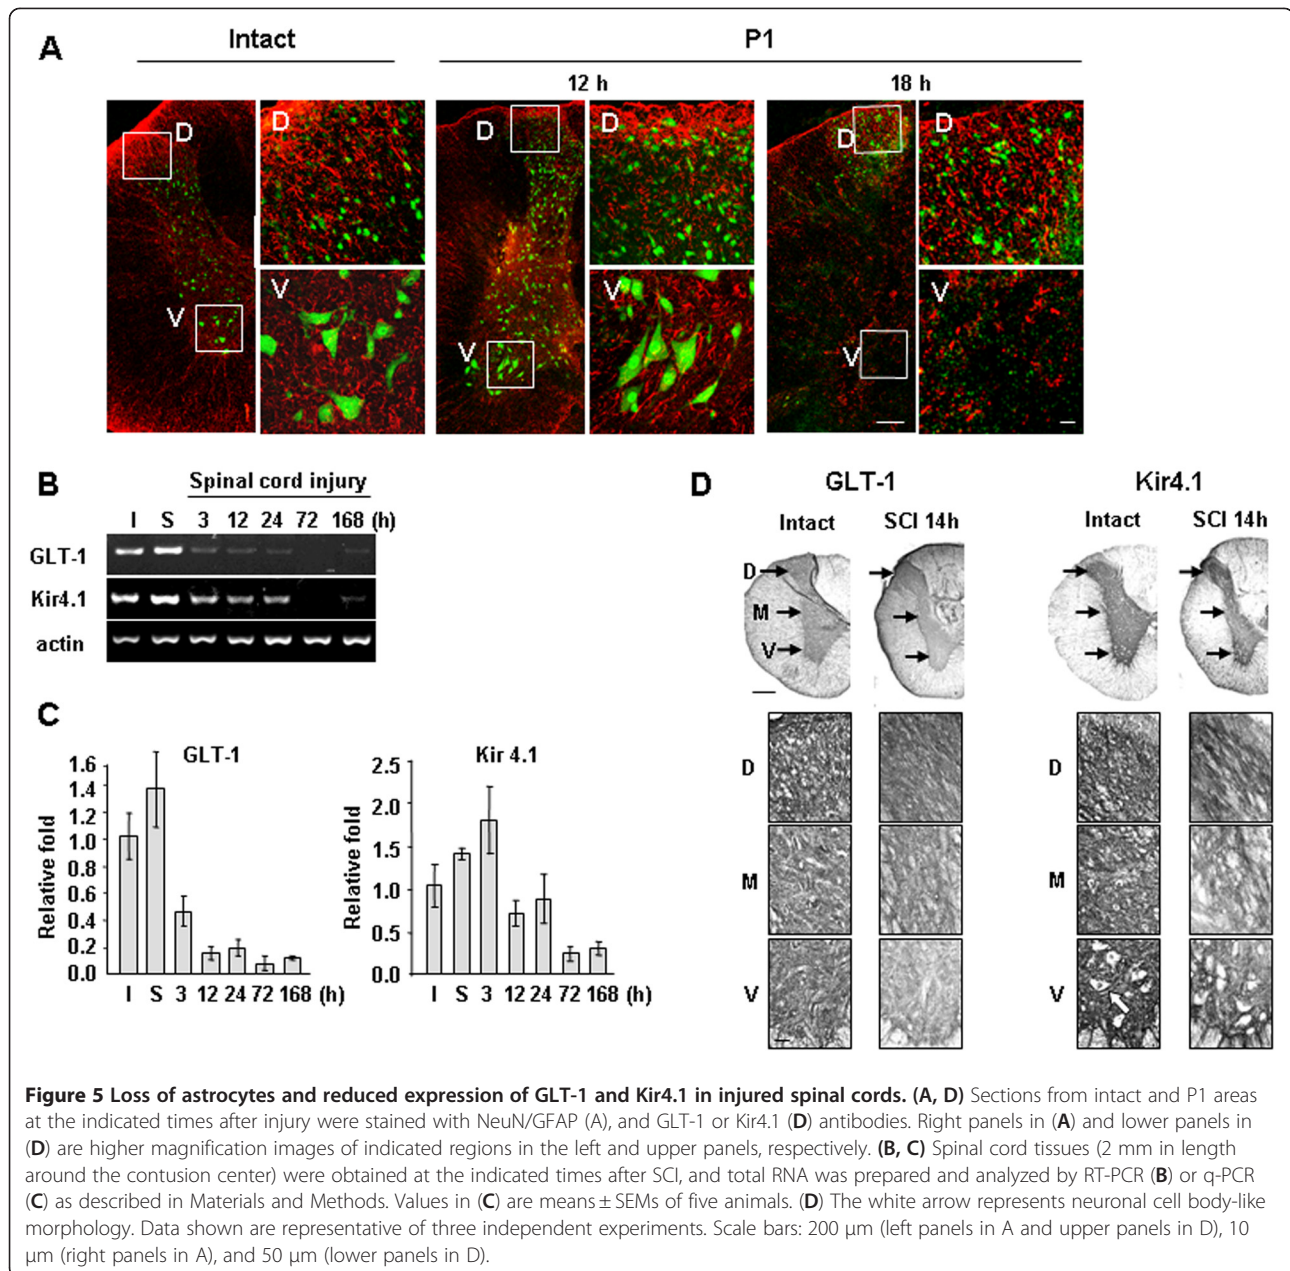 A
Intact
P1
12 h
18 h
D
D
D
D
D
D
V
V
V
V
V
V
B
Spinal cord injury
I S 3 12 24 72 168 (h)
GLT-1
Kir4.1
actin
C
GLT-1
Relative fold
1.6
1.4
1.2
1.0
0.8
0.6
0.4
0.2
0.0
I S 3 12 24 72 168 (h)
Kir 4.1
Relative fold
2.5
2.0
1.5
1.0
0.5
0.0
I S 3 12 24 72 168 (h)
D
GLT-1
Kir4.1
Intact
SCI 14h
Intact
SCI 14h
D
M
V
D
M
V
D
M
V
Figure 5 Loss of astrocytes and reduced expression of GLT-1 and Kir4.1 in injured spinal cords. (A, D) Sections from intact and P1 areas
at the indicated times after injury were stained with NeuN/GFAP (A), and GLT-1 or Kir4.1 (D) antibodies. Right panels in (A) and lower panels in
(D) are higher magnification images of indicated regions in the left and upper panels, respectively. (B, C) Spinal cord tissues (2 mm in length
around the contusion center) were obtained at the indicated times after SCI, and total RNA was prepared and analyzed by RT-PCR (B) or q-PCR
(C) as described in Materials and Methods. Values in (C) are means ± SEMs of five animals. (D) The white arrow represents neuronal cell body-like
morphology. Data shown are representative of three independent experiments. Scale bars: 200 μm (left panels in A and upper panels in D), 10
μm (right panels in A), and 50 μm (lower panels in D).